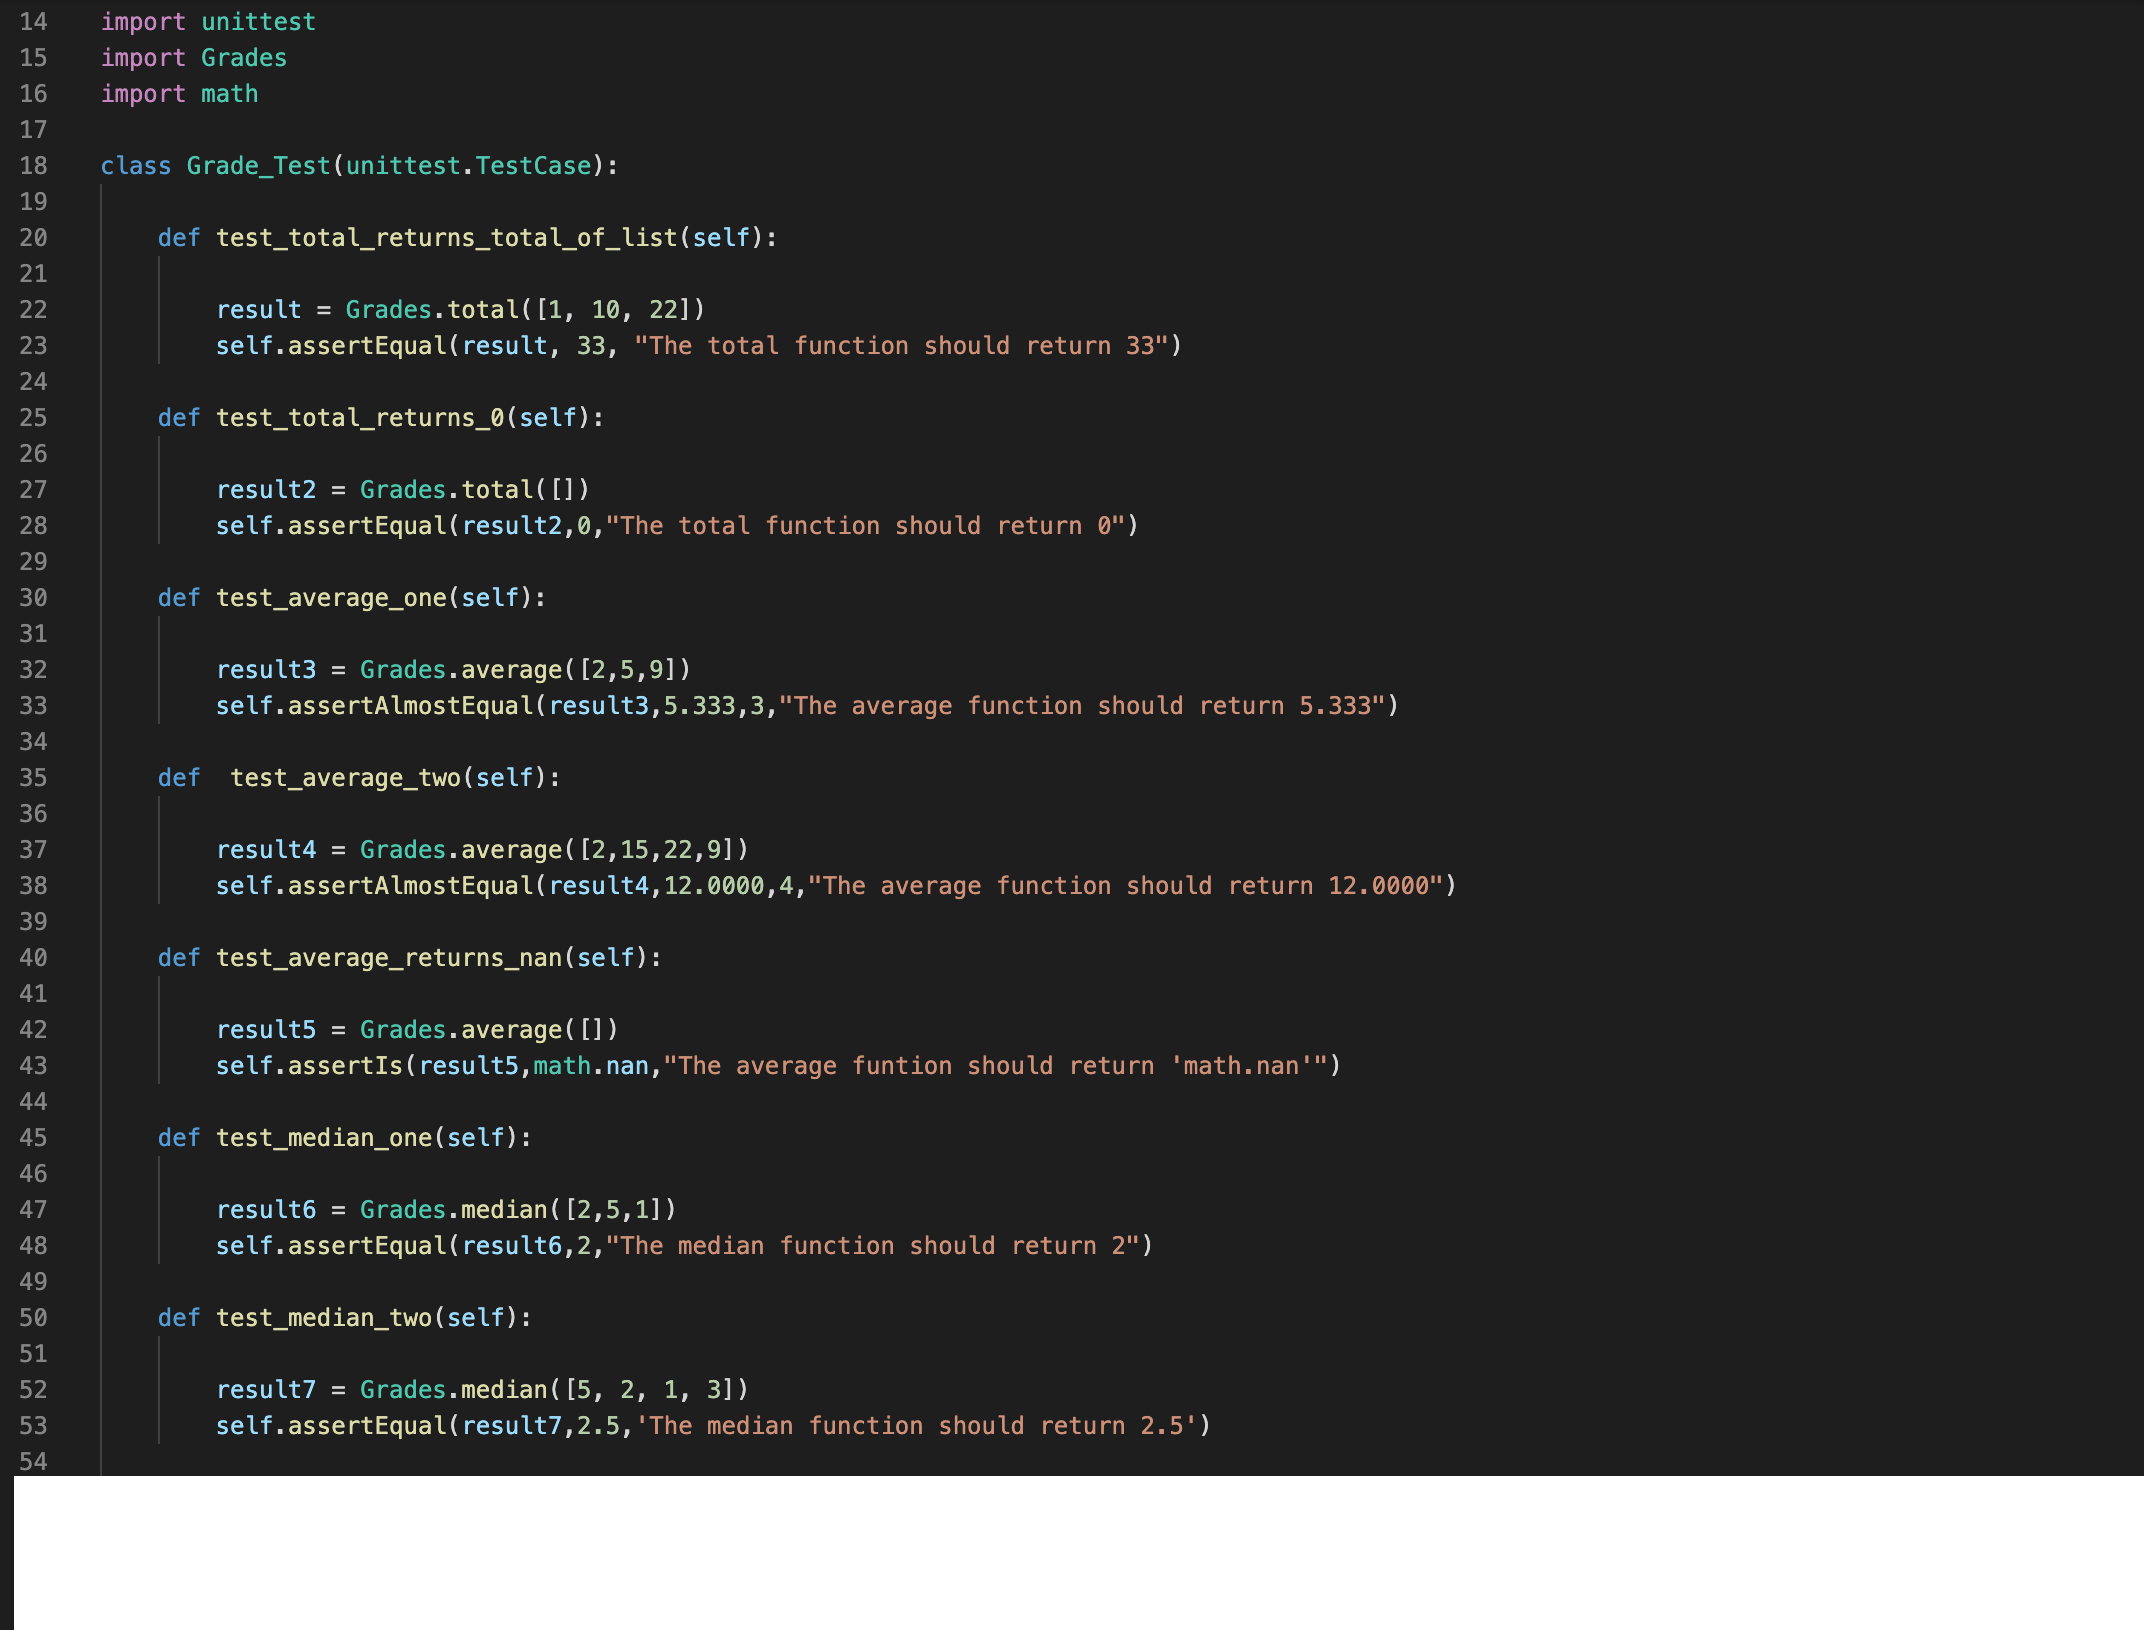 14 import unittest
15 import Grades
16 import math
17
18 class Grade_Test(unittest.TestCase):
19
20     def test_total_returns_total_of_list(self):
21
22         result = Grades.total([1, 10, 22])
23         self.assertEqual(result, 33, "The total function should return 33")
24
25     def test_total_returns_0(self):
26
27         result2 = Grades.total([])
28         self.assertEqual(result2,0,"The total function should return 0")
29
30     def test_average_one(self):
31
32         result3 = Grades.average([2,5,9])
33         self.assertAlmostEqual(result3,5.333,3,"The average function should return 5.333")
34
35     def  test_average_two(self):
36
37         result4 = Grades.average([2,15,22,9])
38         self.assertAlmostEqual(result4,12.0000,4,"The average function should return 12.0000")
39
40     def test_average_returns_nan(self):
41
42         result5 = Grades.average([])
43         self.assertIs(result5,math.nan,"The average funtion should return 'math.nan'")
44
45     def test_median_one(self):
46
47         result6 = Grades.median([2,5,1])
48         self.assertEqual(result6,2,"The median function should return 2")
49
50     def test_median_two(self):
51
52         result7 = Grades.median([5, 2, 1, 3])
53         self.assertEqual(result7,2.5,'The median function should return 2.5')
54